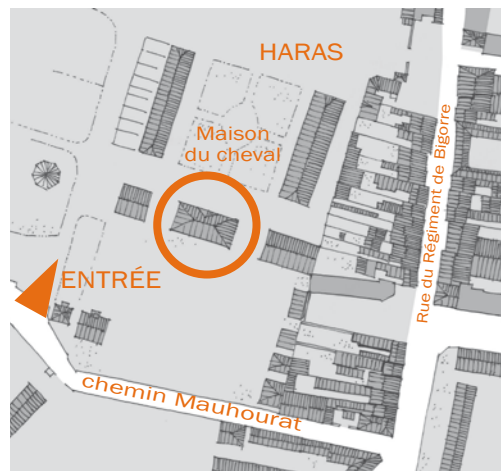 HARAS
Maison
du cheval
Rue du Régiment de Bigorre
ENTRÉE
chemin Mauhourat